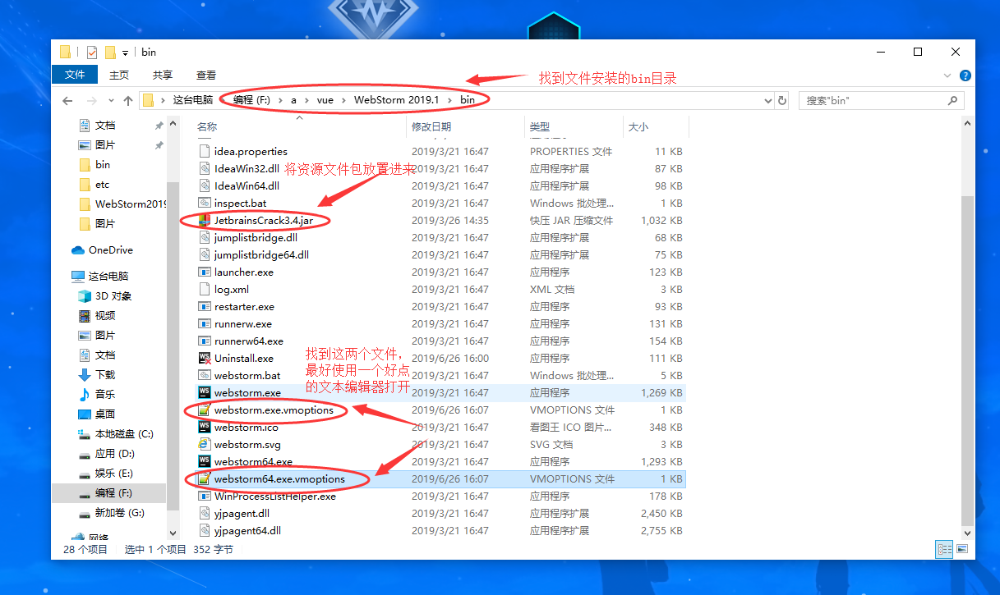 bin
文件 主页 共享 查看
找到文件安装的bin目录
这台电脑 编程 (F:) a vue WebStorm 2019.1 bin
搜索"bin"
名称 修改日期 类型 大小
文档
图片
bin
etc
WebStorm2019
图片
OneDrive
这台电脑
3D 对象
视频
图片
文档
下载
音乐
桌面
本地磁盘 (C:)
应用 (D:)
娱乐 (E:)
编程 (F:)
新加卷 (G:)
网络
idea.properties 2019/3/21 16:47 PROPERTIES 文件 11 KB
IdeaWin32.dll 2019/3/21 16:47 应用程序扩展 87 KB
将资源文件包放置进来
IdeaWin64.dll 2019/3/21 16:47 应用程序扩展 98 KB
inspect.bat 2019/3/21 16:47 Windows 批处理... 1 KB
JetbrainsCrack3.4.jar 2019/3/26 14:35 快压 JAR 压缩文件 1,032 KB
jumplistbridge.dll 2019/3/21 16:47 应用程序扩展 68 KB
jumplistbridge64.dll 2019/3/21 16:47 应用程序扩展 75 KB
launcher.exe 2019/3/21 16:47 应用程序 123 KB
log.xml 2019/3/21 16:47 XML 文档 3 KB
restarter.exe 2019/3/21 16:47 应用程序 93 KB
runnerw.exe 2019/3/21 16:47 应用程序 131 KB
runnerw64.exe 2019/3/21 16:47 应用程序 154 KB
Uninstall.exe 2019/6/26 16:00 应用程序 111 KB
找到这两个文件，
最好使用一个好点
的文本编辑器打开
webstorm.bat 2019/3/21 16:47 Windows 批处理... 5 KB
webstorm.exe 2019/3/21 16:47 应用程序 1,269 KB
webstorm.exe.vmoptions 2019/6/26 16:07 VMOPTIONS 文件 1 KB
webstorm.ico 2019/3/21 16:47 看图王 ICO 图片... 348 KB
webstorm.svg 2019/3/21 16:47 SVG 文档 3 KB
webstorm64.exe 2019/3/21 16:47 应用程序 1,293 KB
webstorm64.exe.vmoptions 2019/6/26 16:07 VMOPTIONS 文件 1 KB
WinProcessListHelper.exe 2019/3/21 16:47 应用程序 178 KB
yjpagent.dll 2019/3/21 16:47 应用程序扩展 2,450 KB
yjpagent64.dll 2019/3/21 16:47 应用程序扩展 2,755 KB
28 个项目 选中 1 个项目 352 字节